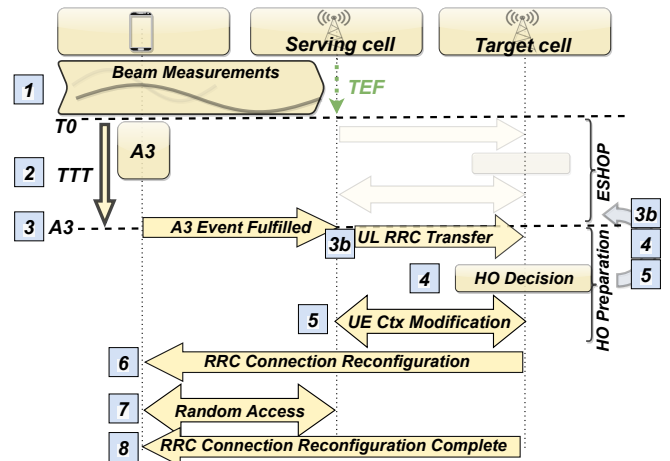 Serving cell
Target cell
1
Beam Measurements
TEF
T0
A3
2
TTT
ESHOP
3
A3
A3 Event Fulfilled
3b
UL RRC Transfer
3b
4
5
4
HO Decision
HO Preparation
5
UE Ctx Modification
6
RRC Connection Reconfiguration
7
Random Access
8
RRC Connection Reconfiguration Complete